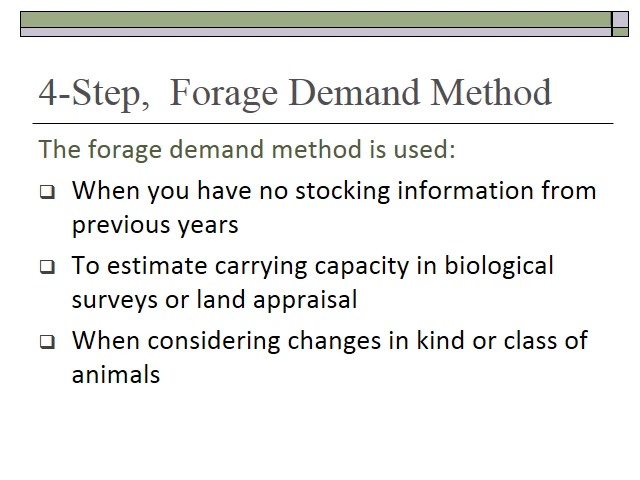 4-Step, Forage Demand Method
The forage demand method is used:
When you have no stocking information from
previous years
To estimate carrying capacity in biological
surveys or land appraisal
When considering changes in kind or class of
animals